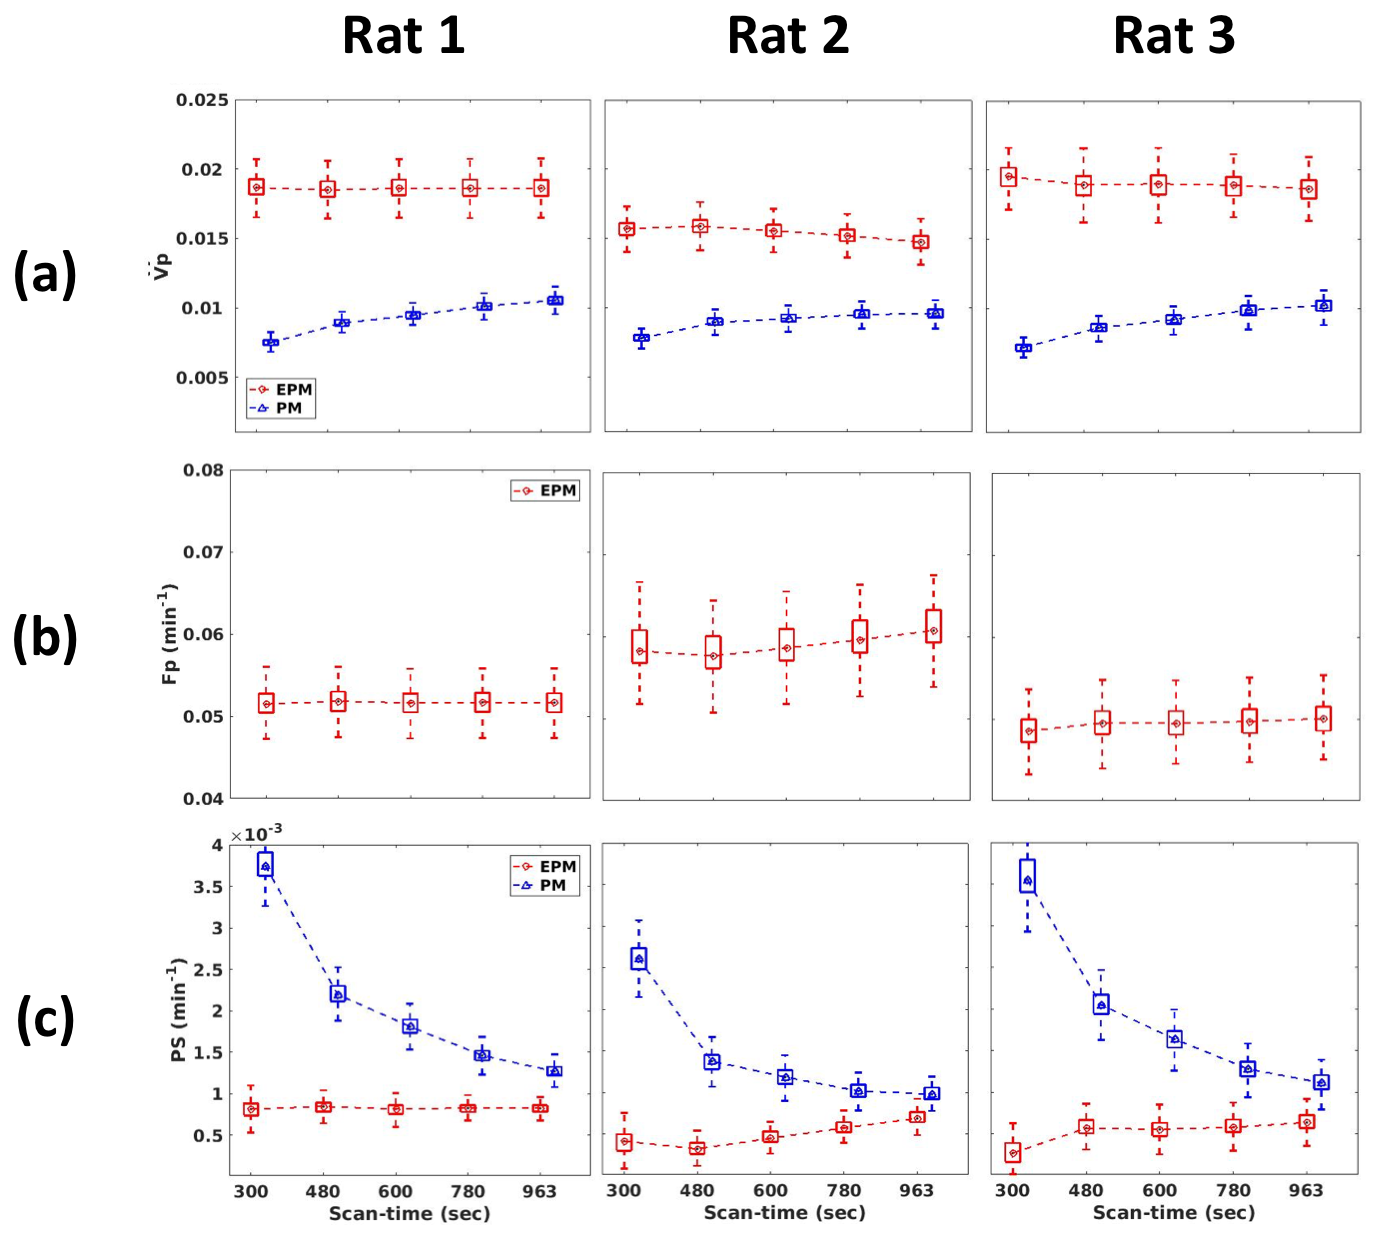 Rat 1 Rat 2 Rat 3
(a)
Vp
0.025
0.02
0.015
0.01
0.005
EPM
PM
(b)
Fp (min-1)
0.08
0.07
0.06
0.05
0.04
EPM
(c)
PS (min-1)
×10-3
4
3.5
3
2.5
2
1.5
1
0.5
EPM
PM
300 480 600 780 963 300 480 600 780 963 300 480 600 780 963
Scan-time (sec) Scan-time (sec) Scan-time (sec)